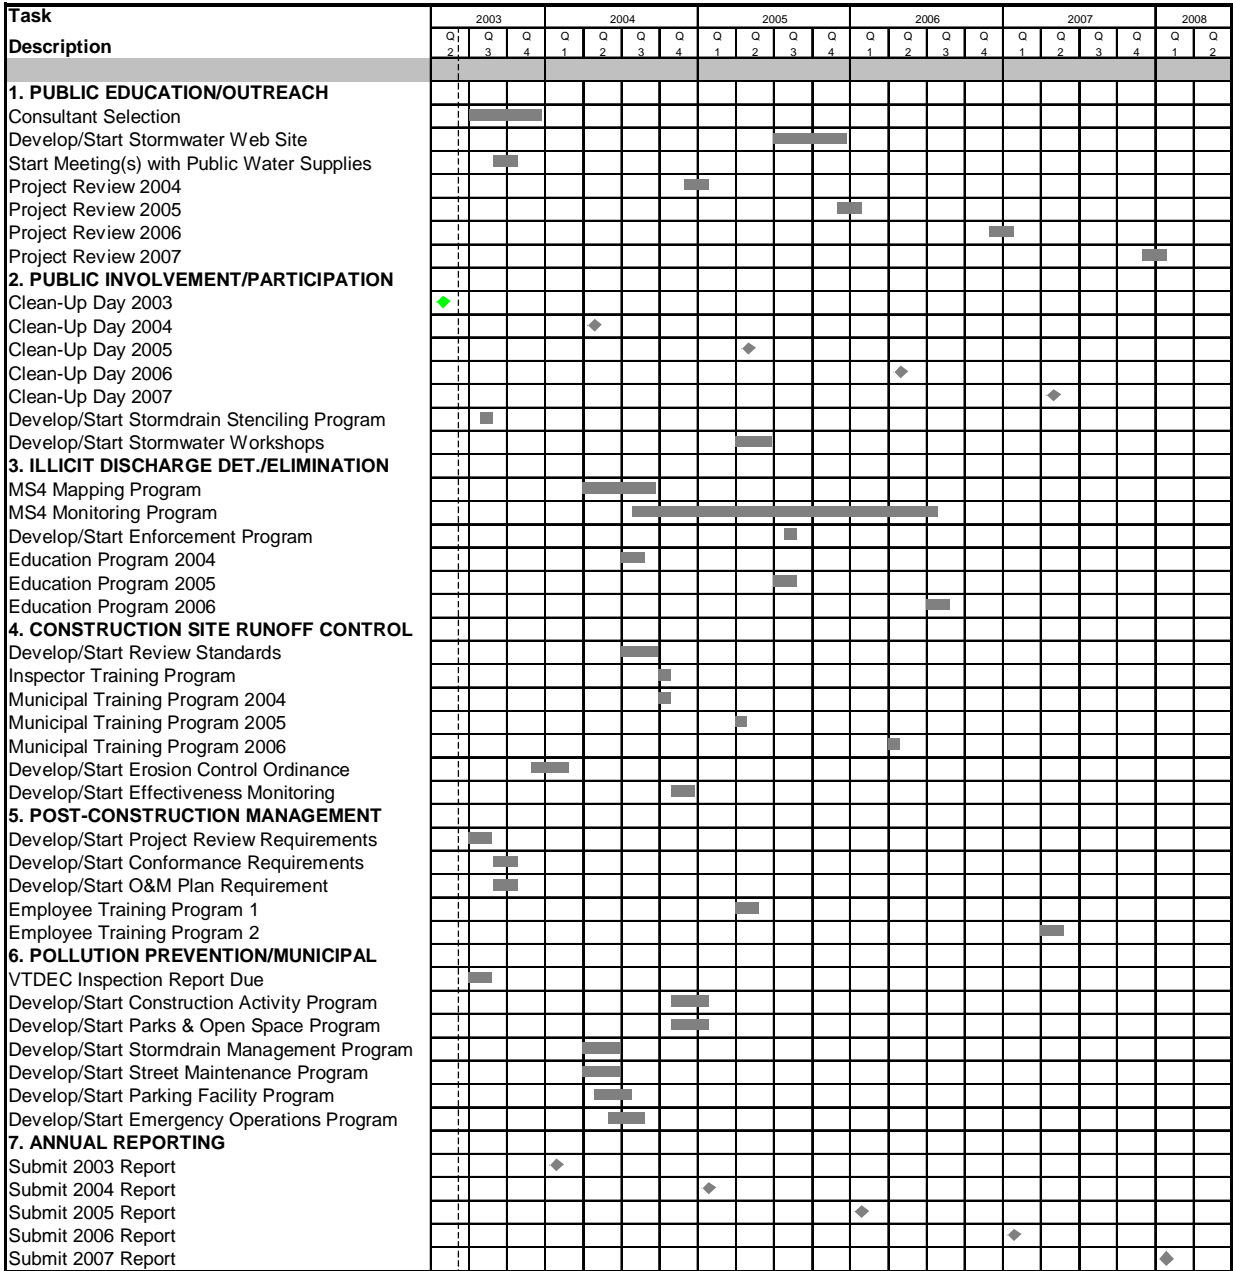 Task
2003 2004 2005 2006 2007 2008
Description
Q Q Q Q Q Q Q Q Q Q Q Q Q Q Q Q Q Q Q Q Q
2 3 4 1 2 3 4 1 2 3 4 1 2 3 4 1 2 3 4 1 2
1. PUBLIC EDUCATION/OUTREACH
Consultant Selection
Develop/Start Stormwater Web Site
Start Meeting(s) with Public Water Supplies
Project Review 2004
Project Review 2005
Project Review 2006
Project Review 2007
2. PUBLIC INVOLVEMENT/PARTICIPATION
Clean-Up Day 2003
Clean-Up Day 2004
Clean-Up Day 2005
Clean-Up Day 2006
Clean-Up Day 2007
Develop/Start Stormdrain Stenciling Program
Develop/Start Stormwater Workshops
3. ILLICIT DISCHARGE DET./ELIMINATION
MS4 Mapping Program
MS4 Monitoring Program
Develop/Start Enforcement Program
Education Program 2004
Education Program 2005
Education Program 2006
4. CONSTRUCTION SITE RUNOFF CONTROL
Develop/Start Review Standards
Inspector Training Program
Municipal Training Program 2004
Municipal Training Program 2005
Municipal Training Program 2006
Develop/Start Erosion Control Ordinance
Develop/Start Effectiveness Monitoring
5. POST-CONSTRUCTION MANAGEMENT
Develop/Start Project Review Requirements
Develop/Start Conformance Requirements
Develop/Start O&M Plan Requirement
Employee Training Program 1
Employee Training Program 2
6. POLLUTION PREVENTION/MUNICIPAL
VTDEC Inspection Report Due
Develop/Start Construction Activity Program
Develop/Start Parks & Open Space Program
Develop/Start Stormdrain Management Program
Develop/Start Street Maintenance Program
Develop/Start Parking Facility Program
Develop/Start Emergency Operations Program
7. ANNUAL REPORTING
Submit 2003 Report
Submit 2004 Report
Submit 2005 Report
Submit 2006 Report
Submit 2007 Report